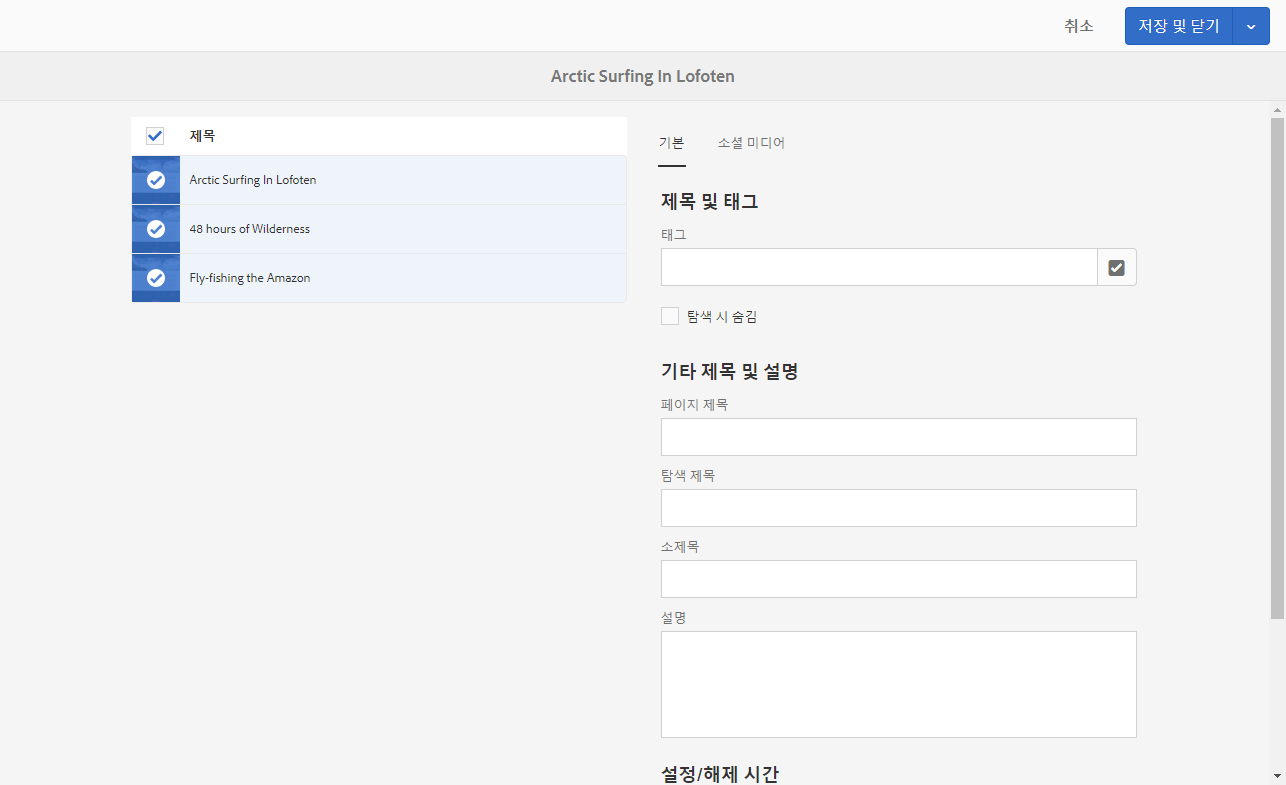 취소
저장 및 닫기
Arctic Surfing In Lofoten
제목
Arctic Surfing In Lofoten
48 hours of Wilderness
Fly-fishing the Amazon
기본
소셜 미디어
제목 및 태그
태그
탐색 시 숨김
기타 제목 및 설명
페이지 제목
탐색 제목
소제목
설명
설정/해제 시간